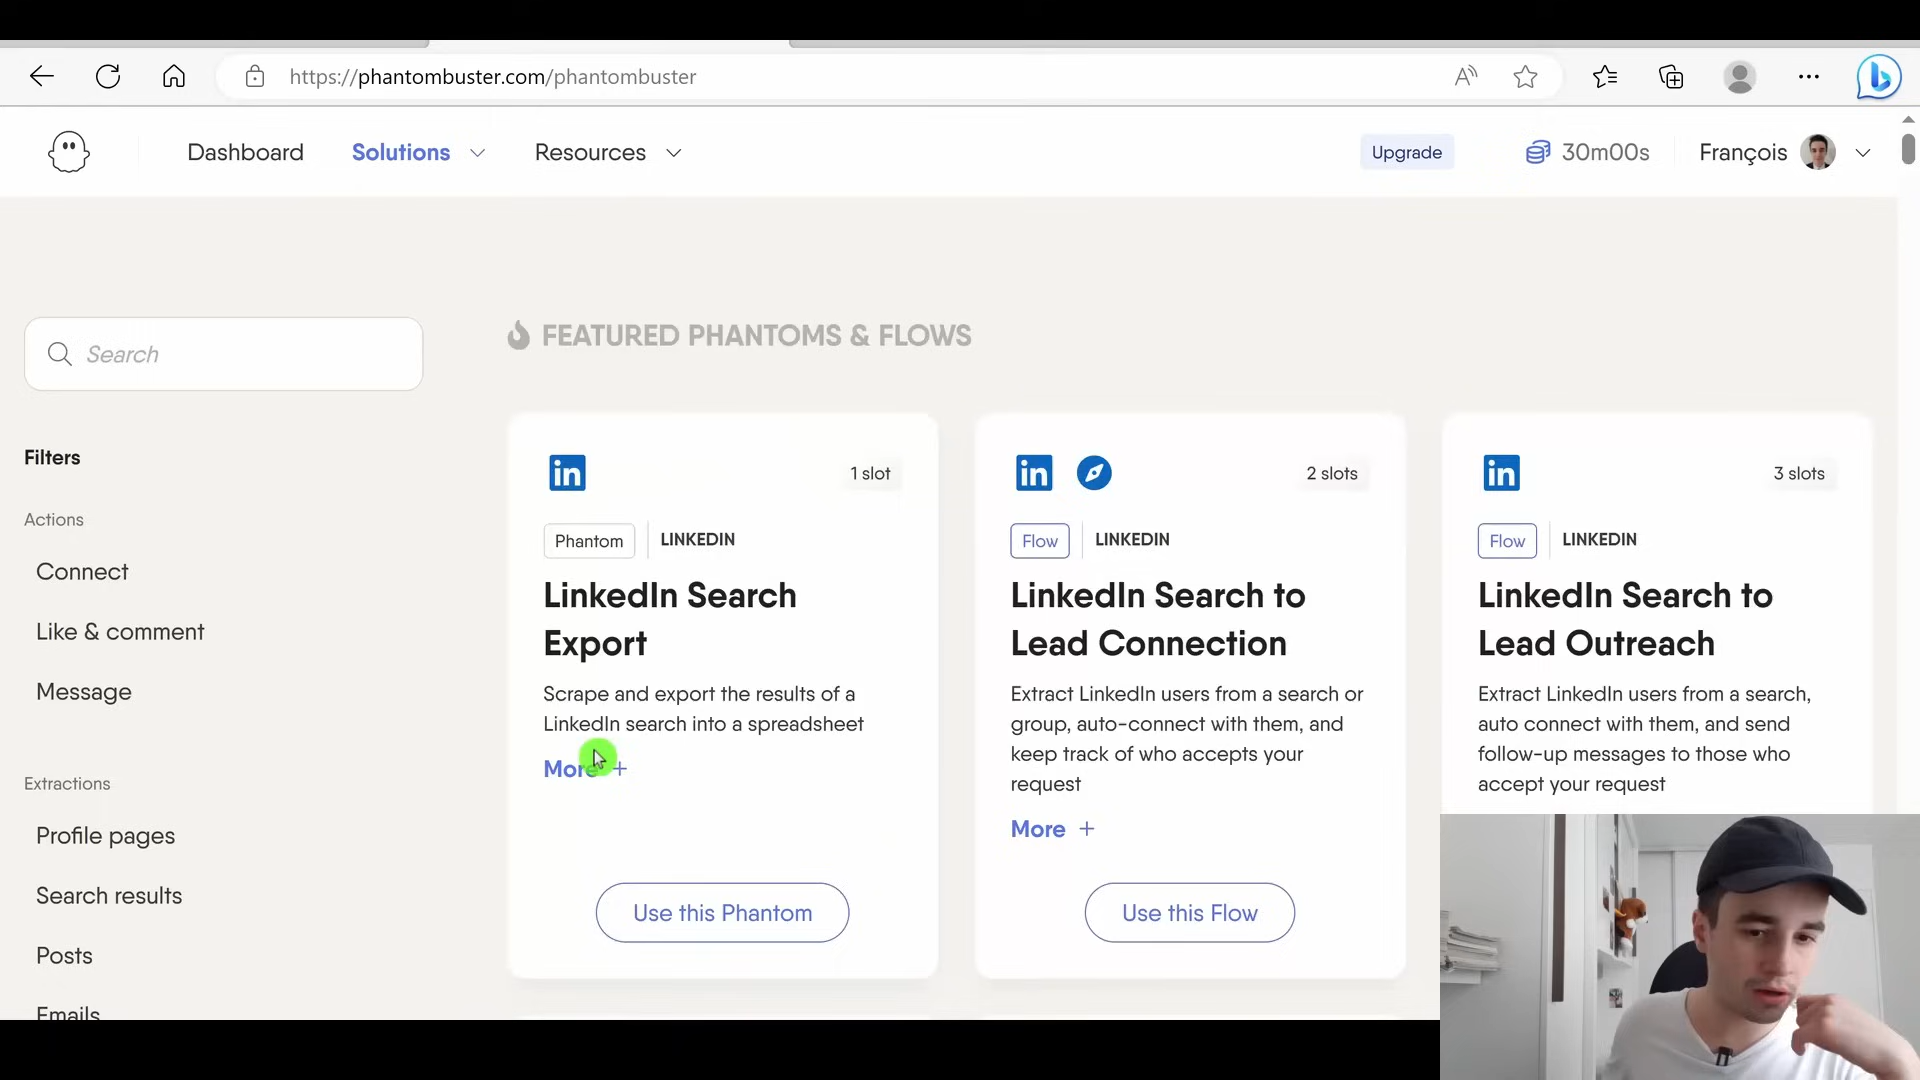 https://phantombuster.com/phantombuster
Dashboard
Solutions
Resources
Upgrade
30m00s
François
Search
FEATURED PHANTOMS & FLOWS
Filters
Actions
Connect
Like & comment
Message
Extractions
Profile pages
Search results
Posts
Emails
1 slot
Phantom
LINKEDIN
LinkedIn Search
Export
Scrape and export the results of a
LinkedIn search into a spreadsheet
More +
Use this Phantom
2 slots
Flow
LINKEDIN
LinkedIn Search to
Lead Connection
Extract LinkedIn users from a search or
group, auto-connect with them, and
keep track of who accepts your
request
More +
Use this Flow
3 slots
Flow
LINKEDIN
LinkedIn Search to
Lead Outreach
Extract LinkedIn users from a search,
auto connect with them, and send
follow-up messages to those who
accept your request